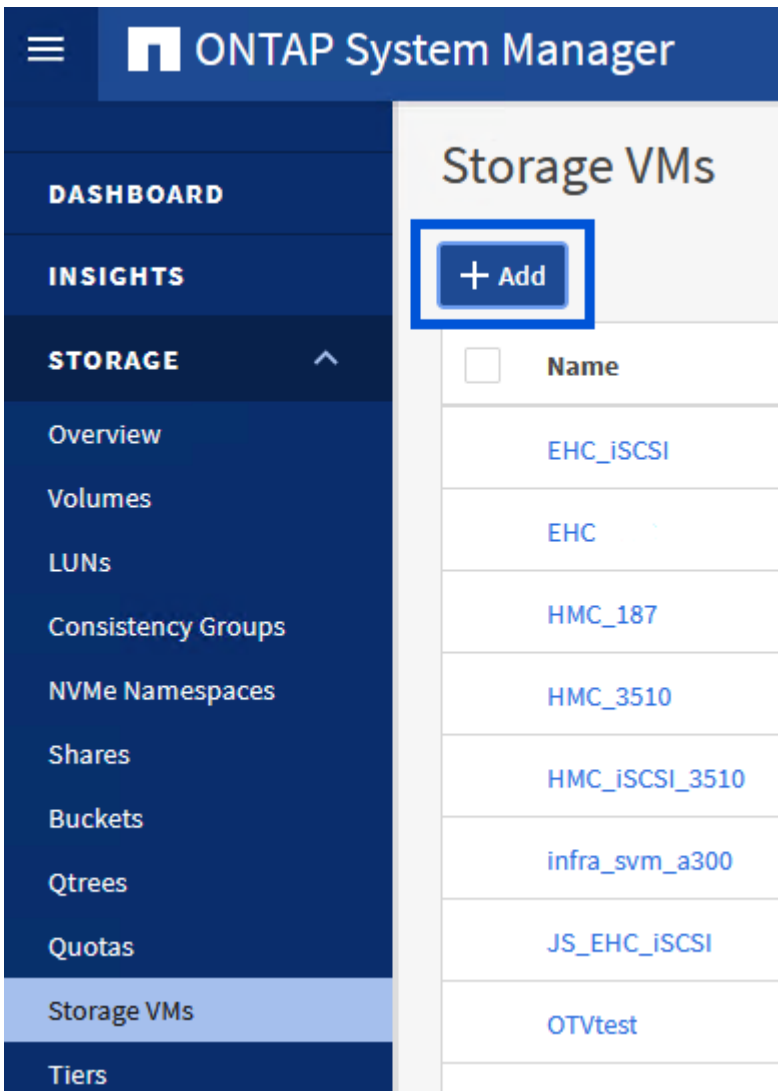 ONTAP System Manager
DASHBOARD
INSIGHTS
STORAGE
Overview
Volumes
LUNs
Consistency Groups
NVMe Namespaces
Shares
Buckets
Qtrees
Quotas
Storage VMs
Tiers
Storage VMs
+ Add
Name
EHC_iSCSI
EHC
HMC_187
HMC_3510
HMC_iSCSI_3510
infra_svm_a300
JS_EHC_iSCSI
OTVtest